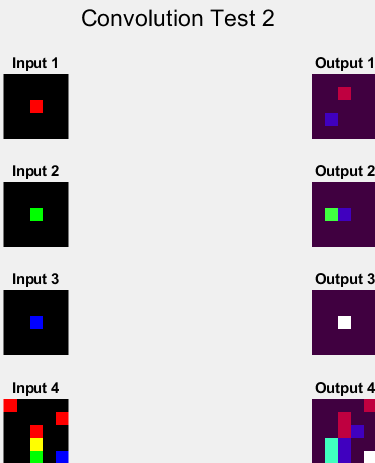 Convolution Test 2
Input 1
Output 1
Input 2
Output 2
Input 3
Output 3
Input 4
Output 4